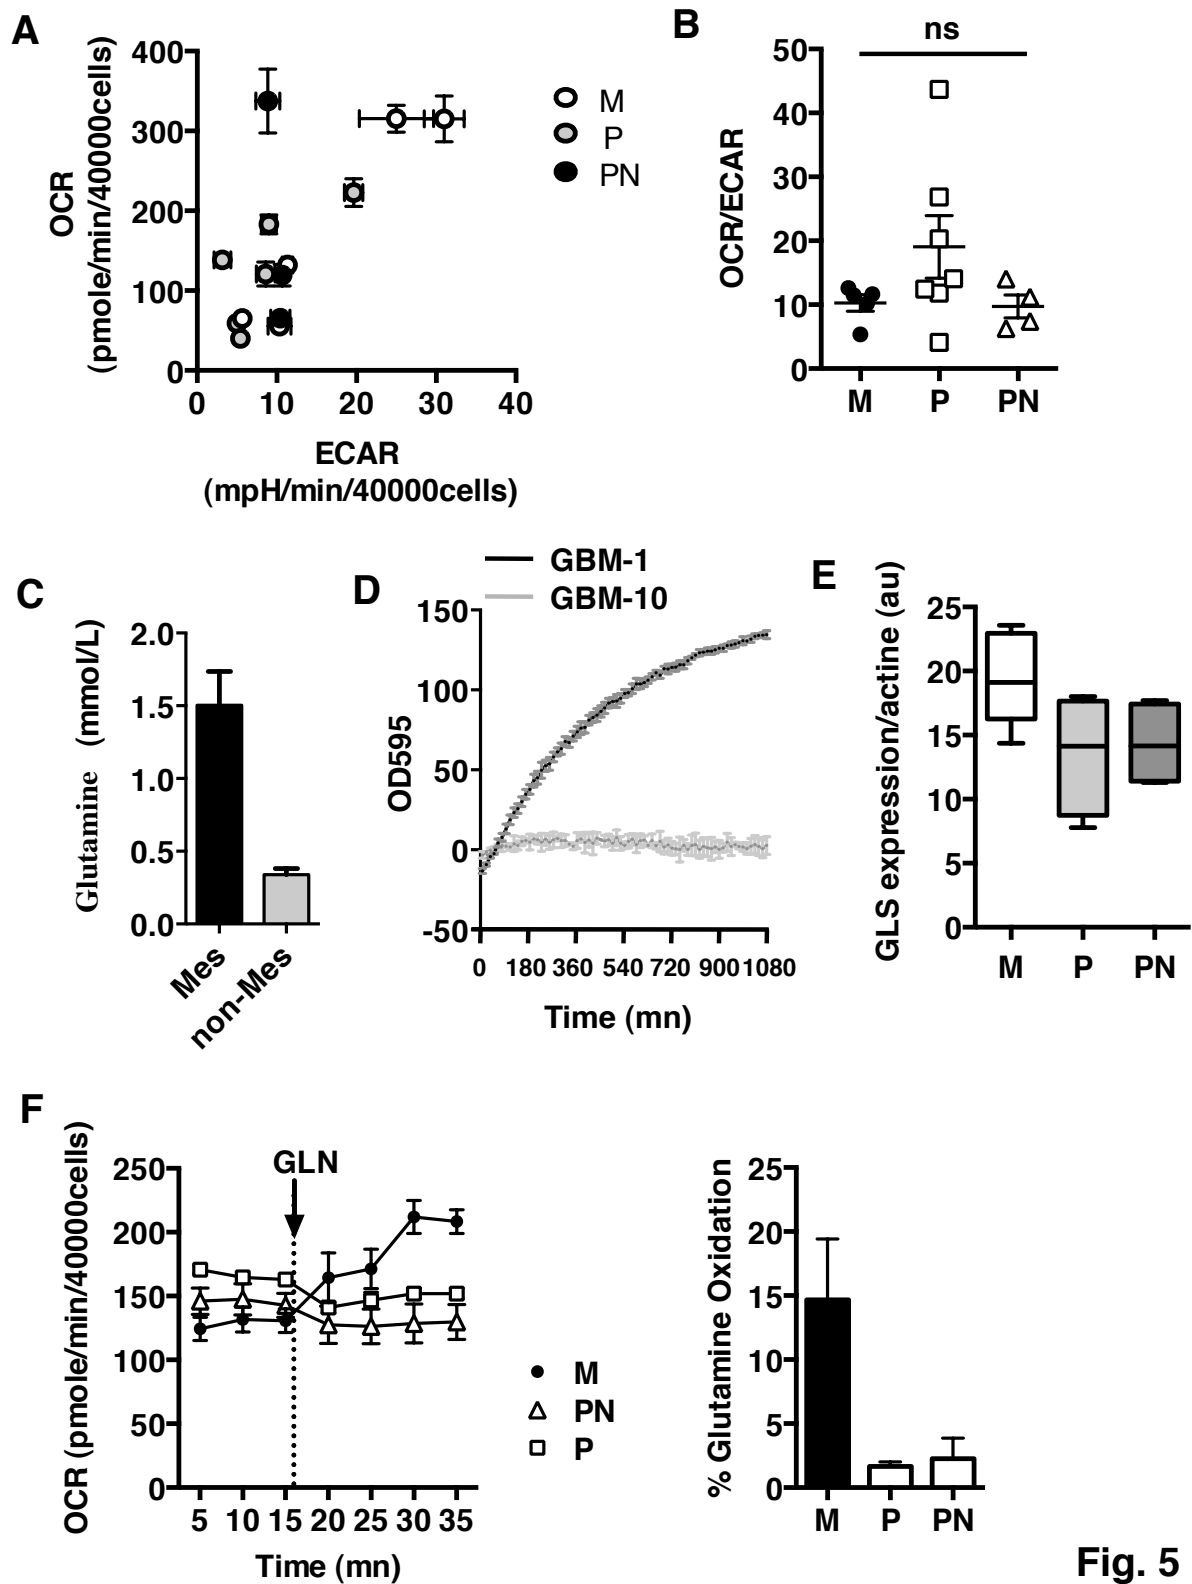 A
OCR
(pmole/min/40000cells)
400
300
200
100
0
0 10 20 30 40
ECAR
(mpH/min/40000cells)
M
P
PN
B
ns
OCR/ECAR
50
40
30
20
10
0
M P PN
C
Glutamine (mmol/L)
2.0
1.5
1.0
0.5
0.0
Mes
non-Mes
D
GBM-1
GBM-10
OD595
150
100
50
0
-50
0 180 360 540 720 900 1080
Time (mn)
E
GLS expression/actine (au)
25
20
15
10
5
0
M P PN
F
OCR (pmole/min/40000cells)
250
200
150
100
50
0
GLN
5 10 15 20 25 30 35
Time (mn)
M
PN
P
% Glutamine Oxidation
25
20
15
10
5
0
M P PN
Fig. 5